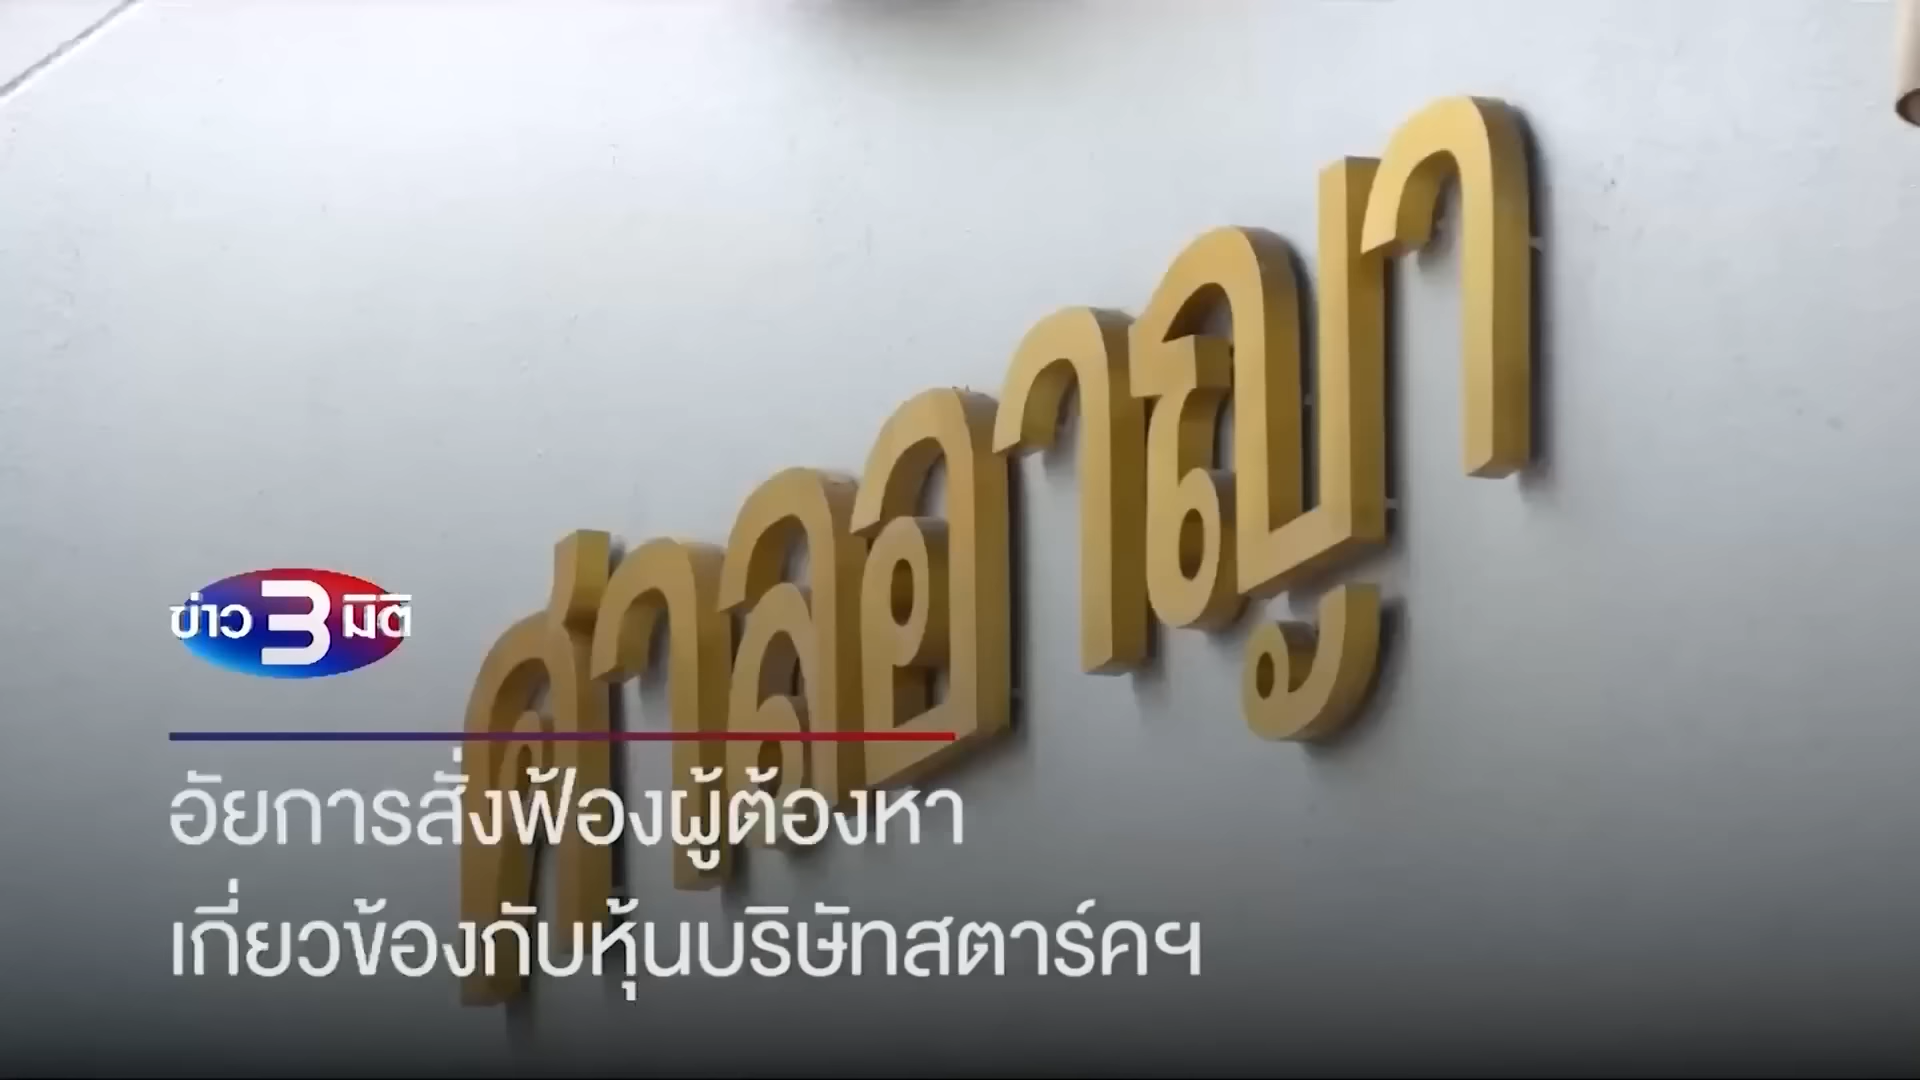 ศาลอาญา
ข่าว 3 มิติ
อัยการสั่งฟ้องผู้ต้องหา
เกี่ยวข้องกับหุ้นบริษัทสตาร์คฯ